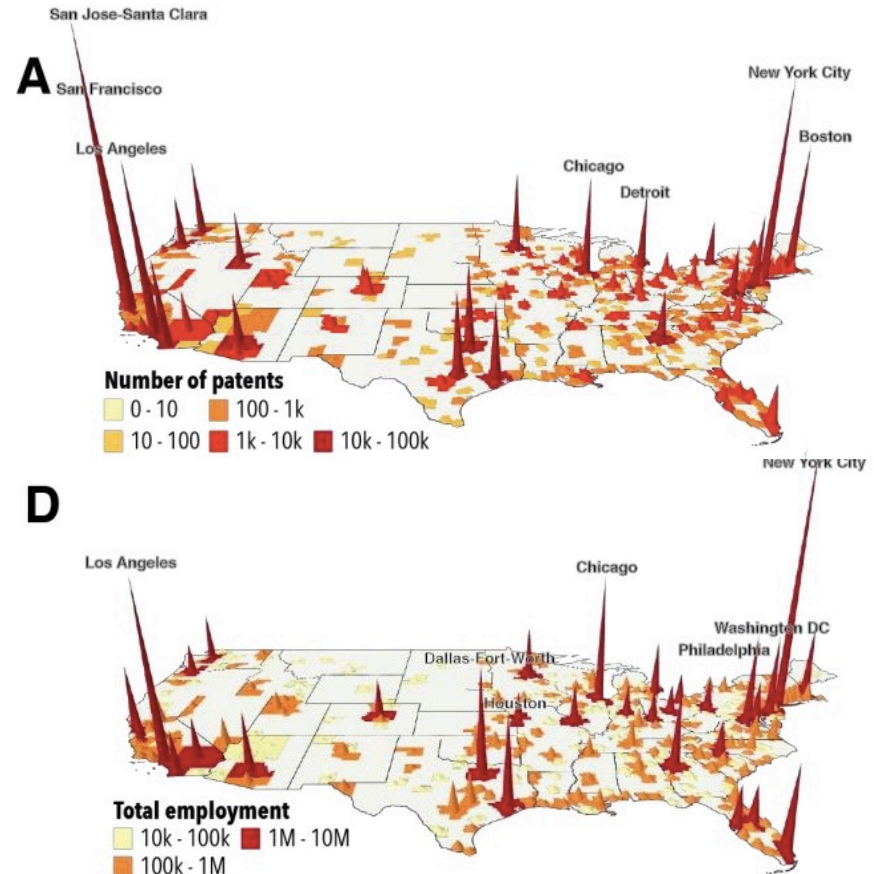 San Jose-Santa Clara
A
San Francisco
Los Angeles
New York City
Boston
Chicago
Detroit
Number of patents
0 - 10
100 - 1k
10 - 100
1k - 10k
10k - 100k
New York City
D
Los Angeles
Chicago
Washington DC
Philadelphia
Dallas-Fort-Worth
Houston
Total employment
10k - 100k
1M - 10M
100k - 1M